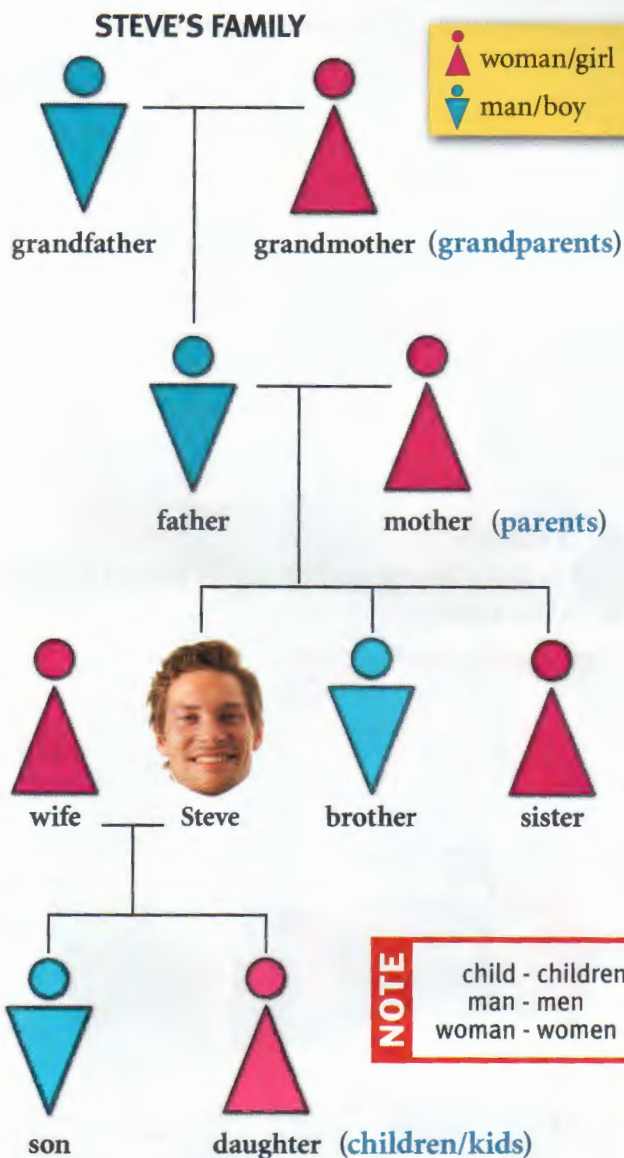 STEVE'S FAMILY
woman/girl
man/boy
grandfather grandmother (grandparents)
father mother (parents)
wife Steve brother sister
NOTE
child - children
man - men
woman - women
son daughter (children/kids)